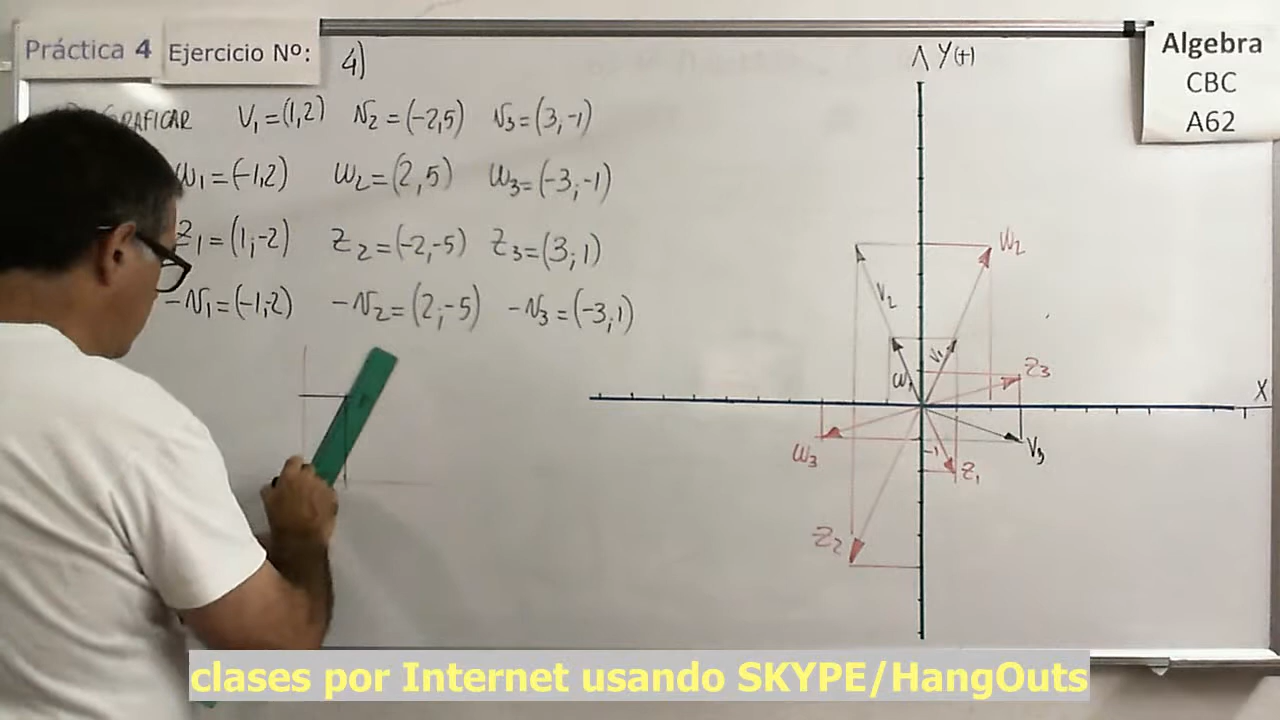 Práctica 4 Ejercicio Nº: 4)
Algebra
CBC
A62
GRAFICAR V₁=(1,2) V₂=(-2,5) V₃=(3,-1)
W₁=(-1,2) W₂=(2,5) W₃=(-3,-1)
Z₁=(1,-2) Z₂=(-2,-5) Z₃=(3,1)
-V₁=(-1,-2) -V₂=(2,-5) -V₃=(-3,1)
Y(+)
W₂
V₂
V₁
W₁
Z₃
X
W₃
V₃
-1
Z₁
Z₂
clases por Internet usando SKYPE/HangOuts